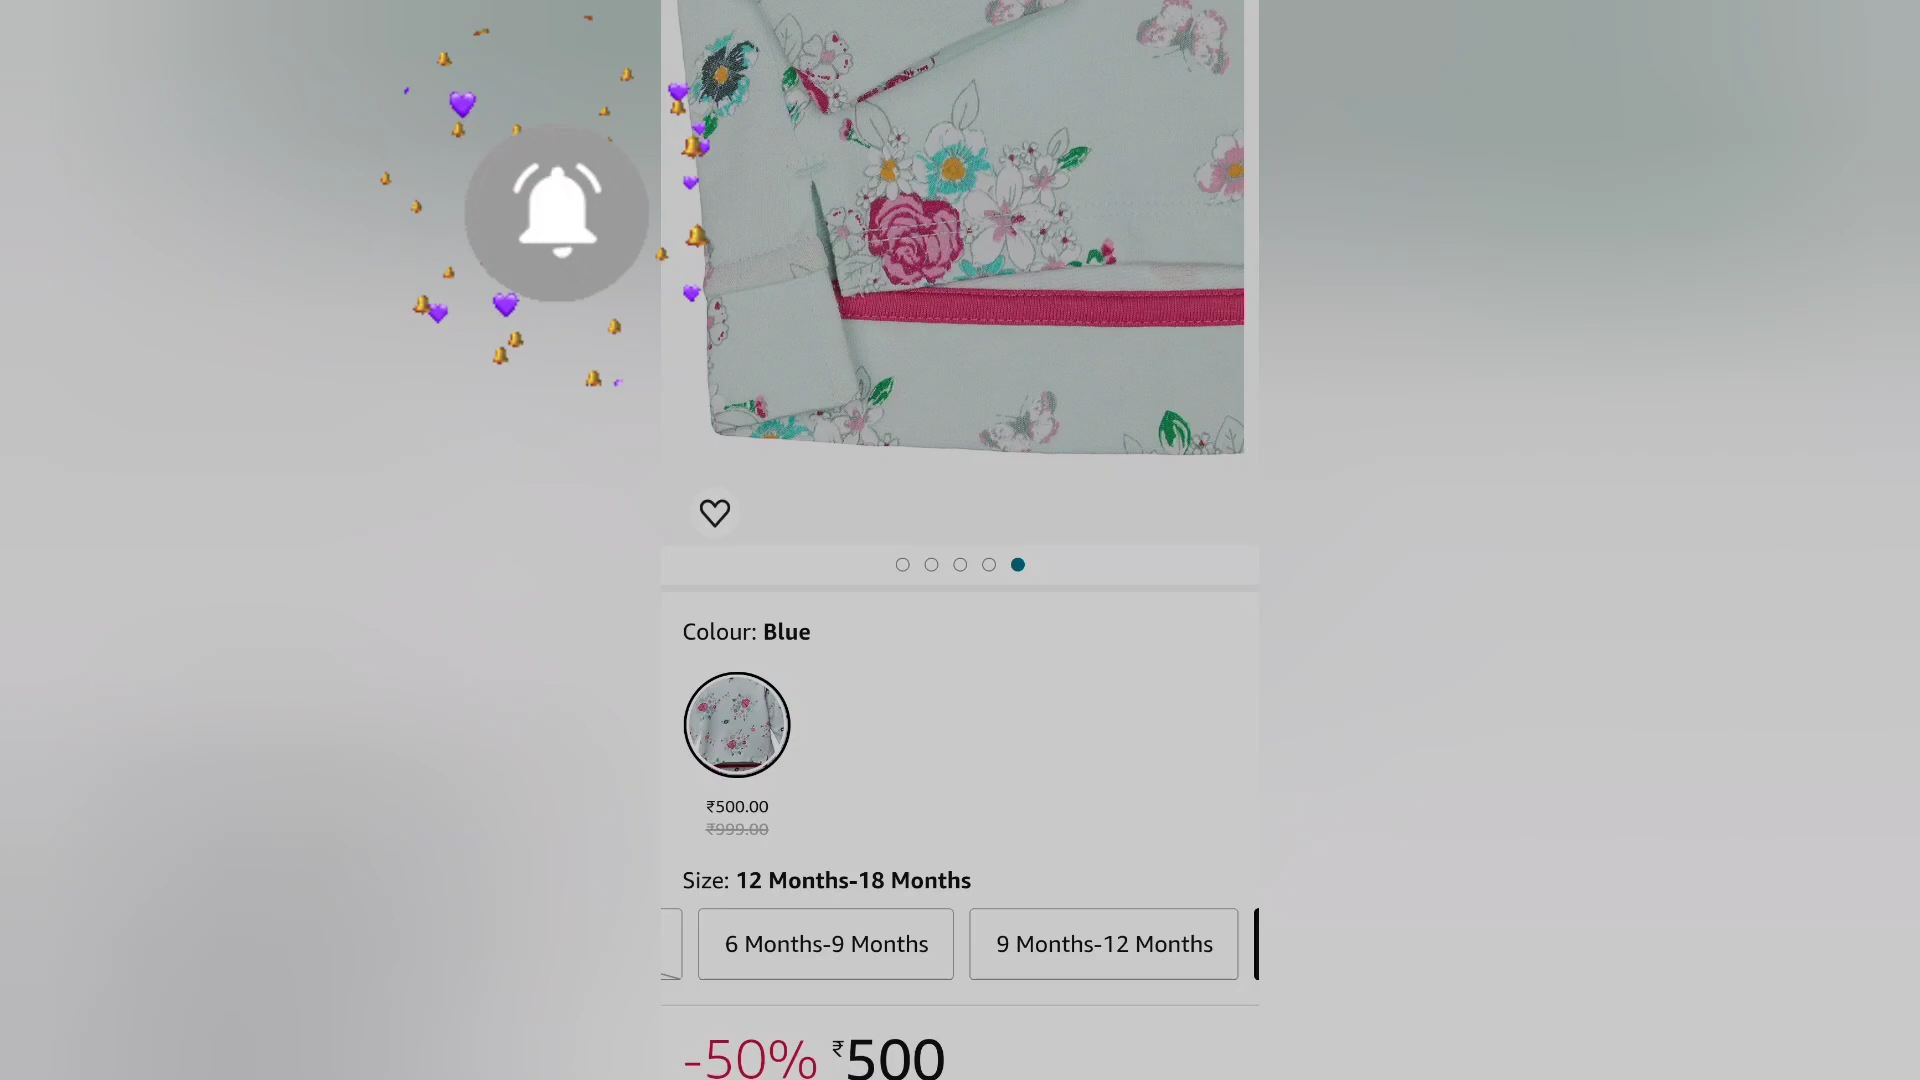 Colour: Blue
₹500.00
₹999.00
Size: 12 Months-18 Months
6 Months-9 Months
9 Months-12 Months
-50% ₹500